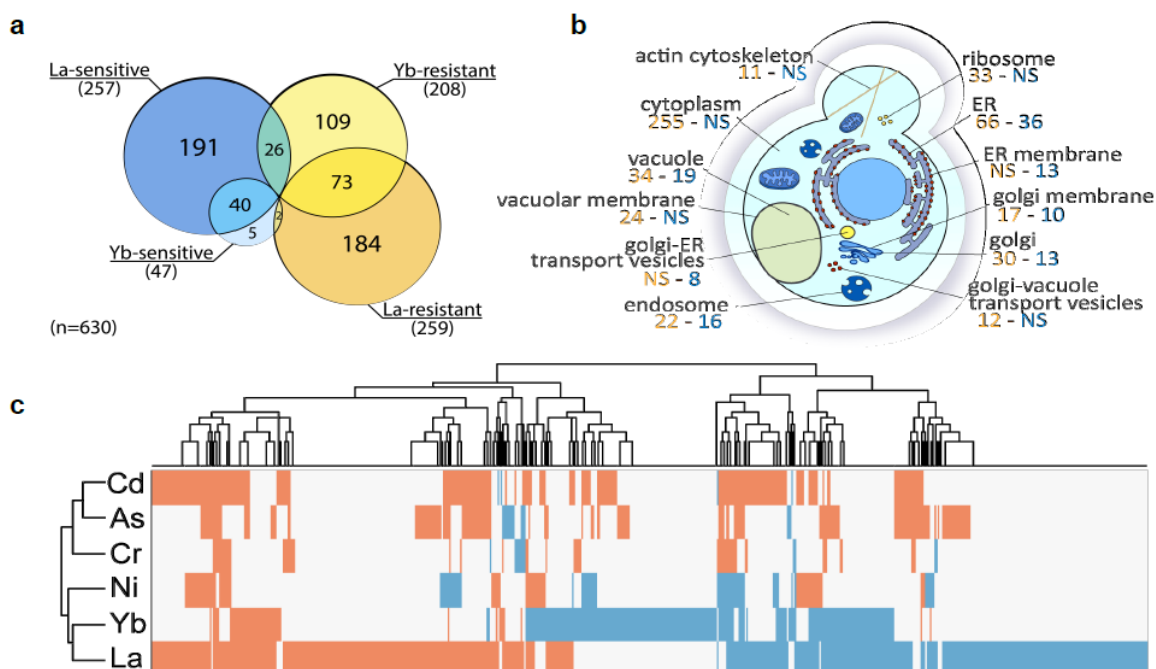 a
La-sensitive
(257)
Yb-resistant
(208)
191
109
26
73
40
2
5
184
Yb-sensitive
(47)
La-resistant
(259)
(n=630)
b
actin cytoskeleton
11 - NS
cytoplasm
255 - NS
vacuole
34 - 19
vacuolar membrane
24 - NS
golgi-ER
transport vesicles
NS - 8
endosome
22 - 16
ribosome
33 - NS
ER
66 - 36
ER membrane
NS - 13
golgi membrane
17 - 10
golgi
30 - 13
golgi-vacuole
transport vesicles
12 - NS
c
Cd
As
Cr
Ni
Yb
La